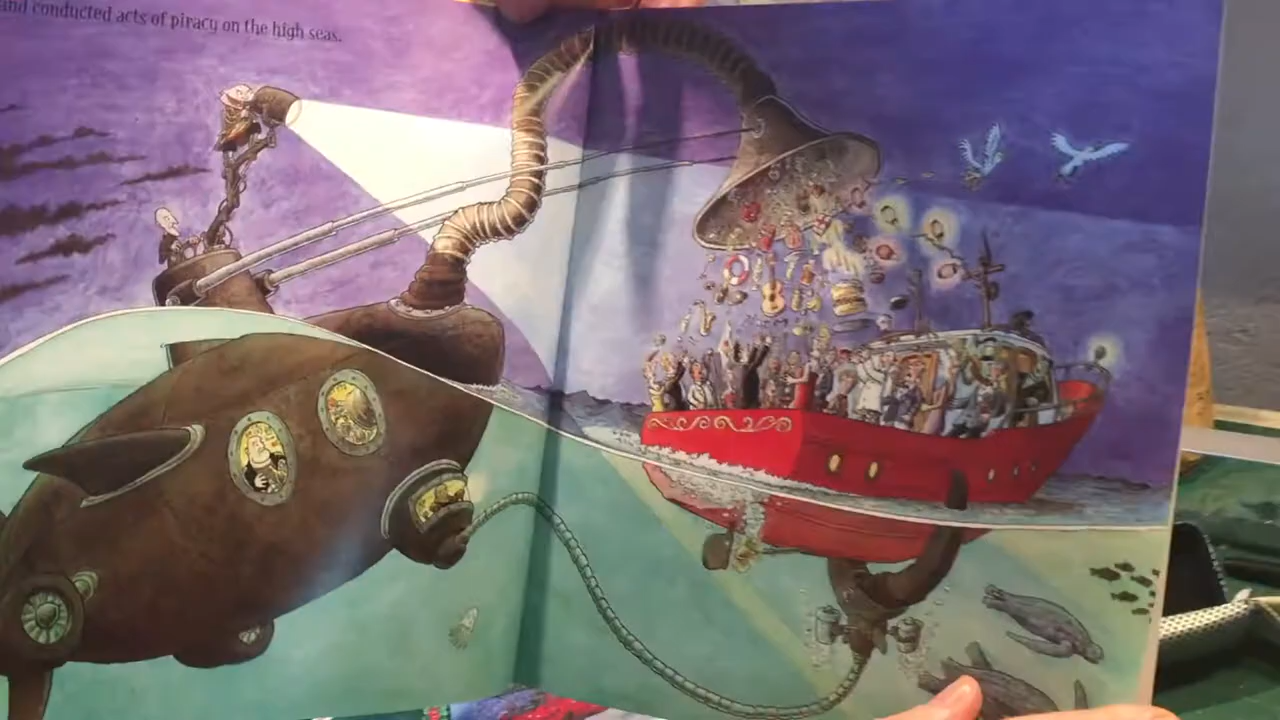 and conducted acts of piracy on the high seas.